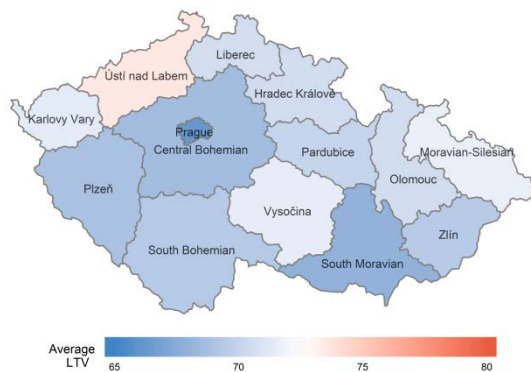 Ústí nad Labem
Liberec
Karlovy Vary
Hradec Králové
Prague
Central Bohemian
Pardubice
Moravian-Silesian
Plzeň
Olomouc
Vysočina
Zlín
South Bohemian
South Moravian
Average
LTV
65 70 75 80